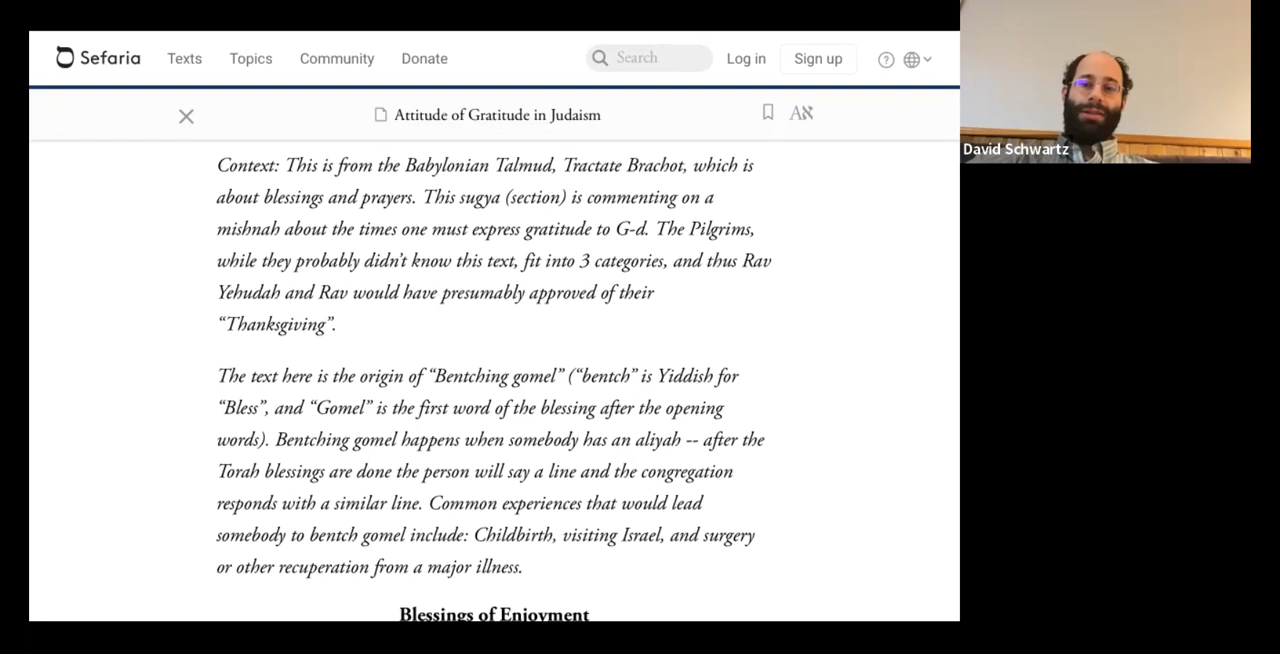 Sefaria Texts Topics Community Donate Search Log in Sign up
Attitude of Gratitude in Judaism Aא
Context: This is from the Babylonian Talmud, Tractate Brachot, which is
about blessings and prayers. This sugya (section) is commenting on a
mishnah about the times one must express gratitude to G-d. The Pilgrims,
while they probably didn't know this text, fit into 3 categories, and thus Rav
Yehudah and Rav would have presumably approved of their
“Thanksgiving”.
The text here is the origin of “Bentching gomel” (“bentch” is Yiddish for
“Bless”, and “Gomel” is the first word of the blessing after the opening
words). Bentching gomel happens when somebody has an aliyah -- after the
Torah blessings are done the person will say a line and the congregation
responds with a similar line. Common experiences that would lead
somebody to bentch gomel include: Childbirth, visiting Israel, and surgery
or other recuperation from a major illness.
Blessings of Enjoyment
David Schwartz